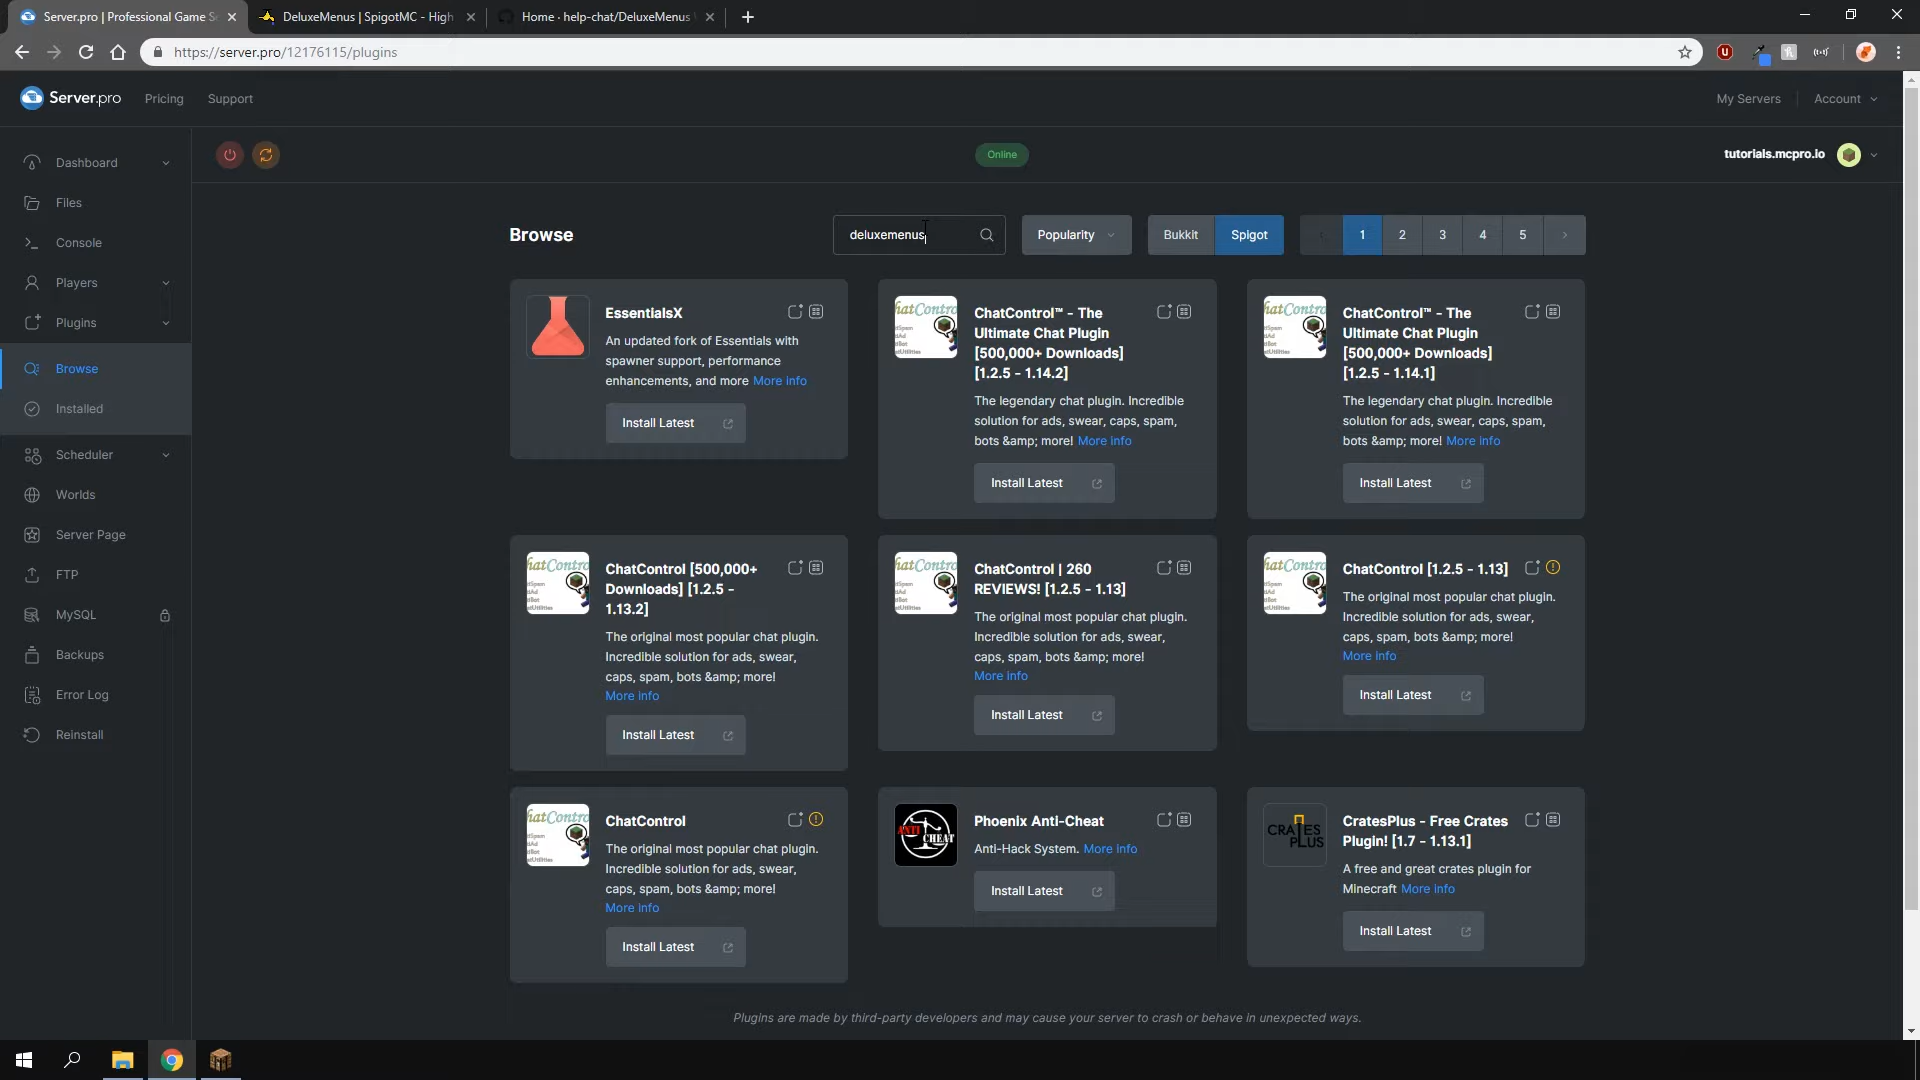 Server.pro | Professional Game S
DeluxeMenus | SpigotMC - High
Home · help-chat/DeluxeMenus
https://server.pro/12176115/plugins
Server.pro
Pricing
Support
My Servers
Account
Online
tutorials.mcpro.io
Dashboard
Files
Console
Players
Plugins
Browse
Installed
Scheduler
Worlds
Server Page
FTP
MySQL
Backups
Error Log
Reinstall
Browse
deluxemenus
Popularity
Bukkit
Spigot
1
2
3
4
5
EssentialsX
An updated fork of Essentials with
spawner support, performance
enhancements, and more More info
Install Latest
ChatControl™ - The
Ultimate Chat Plugin
[500,000+ Downloads]
[1.2.5 - 1.14.2]
The legendary chat plugin. Incredible
solution for ads, swear, caps, spam,
bots &amp; more! More info
Install Latest
ChatControl™ - The
Ultimate Chat Plugin
[500,000+ Downloads]
[1.2.5 - 1.14.1]
The legendary chat plugin. Incredible
solution for ads, swear, caps, spam,
bots &amp; more! More info
Install Latest
ChatControl [500,000+
Downloads] [1.2.5 -
1.13.2]
The original most popular chat plugin.
Incredible solution for ads, swear,
caps, spam, bots &amp; more!
More info
Install Latest
ChatControl | 260
REVIEWS! [1.2.5 - 1.13]
The original most popular chat plugin.
Incredible solution for ads, swear,
caps, spam, bots &amp; more!
More info
Install Latest
ChatControl [1.2.5 - 1.13]
The original most popular chat plugin.
Incredible solution for ads, swear,
caps, spam, bots &amp; more!
More info
Install Latest
ChatControl
The original most popular chat plugin.
Incredible solution for ads, swear,
caps, spam, bots &amp; more!
More info
Install Latest
ANTI CHEAT
Phoenix Anti-Cheat
Anti-Hack System. More info
Install Latest
CRATES
PLUS
CratesPlus - Free Crates
Plugin! [1.7 - 1.13.1]
A free and great crates plugin for
Minecraft More info
Install Latest
Plugins are made by third-party developers and may cause your server to crash or behave in unexpected ways.